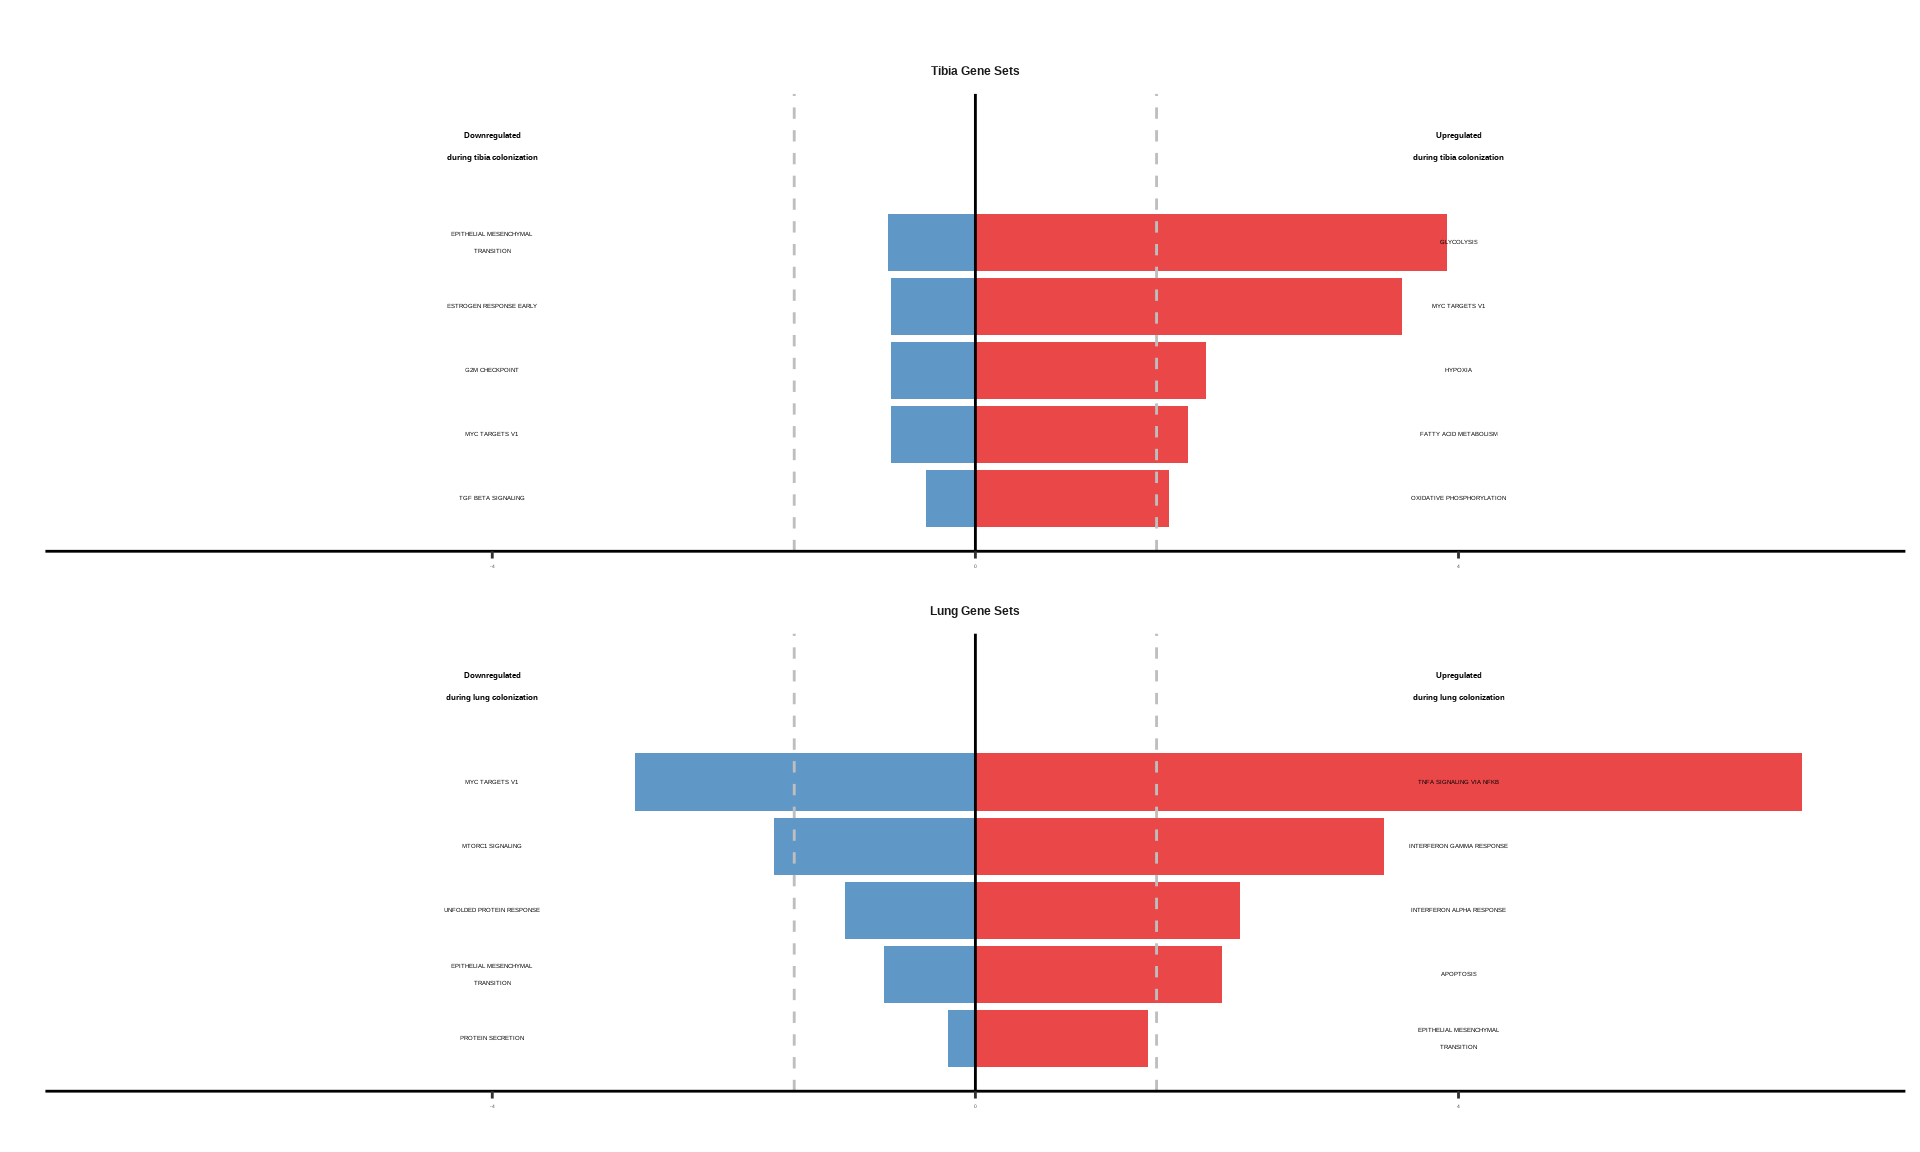 Tibia Gene Sets
Downregulated
during tibia colonization
Upregulated
during tibia colonization
EPITHELIAL MESENCHYMAL
TRANSITION
GLYCOLYSIS
ESTROGEN RESPONSE EARLY
MYC TARGETS V1
G2M CHECKPOINT
HYPOXIA
MYC TARGETS V1
FATTY ACID METABOLISM
TGF BETA SIGNALING
OXIDATIVE PHOSPHORYLATION
-4
0
4
Lung Gene Sets
Downregulated
during lung colonization
Upregulated
during lung colonization
MYC TARGETS V1
TNFA SIGNALING VIA NFKB
MTORC1 SIGNALING
INTERFERON GAMMA RESPONSE
UNFOLDED PROTEIN RESPONSE
INTERFERON ALPHA RESPONSE
EPITHELIAL MESENCHYMAL
TRANSITION
APOPTOSIS
PROTEIN SECRETION
EPITHELIAL MESENCHYMAL
TRANSITION
-4
0
4